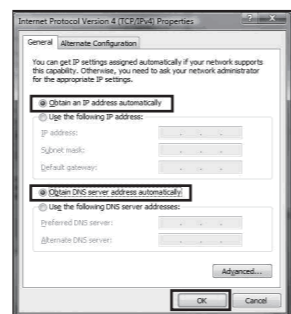 Internet Protocol Version 4 (TCP/IPv4) Properties
General Alternate Configuration
You can get IP settings assigned automatically if your network supports
this capability. Otherwise, you need to ask your network administrator
for the appropriate IP settings.
Obtain an IP address automatically
Use the following IP address:
IP address:
Subnet mask:
Default gateway:
Obtain DNS server address automatically
Use the following DNS server addresses:
Preferred DNS server:
Alternate DNS server:
Advanced...
OK Cancel